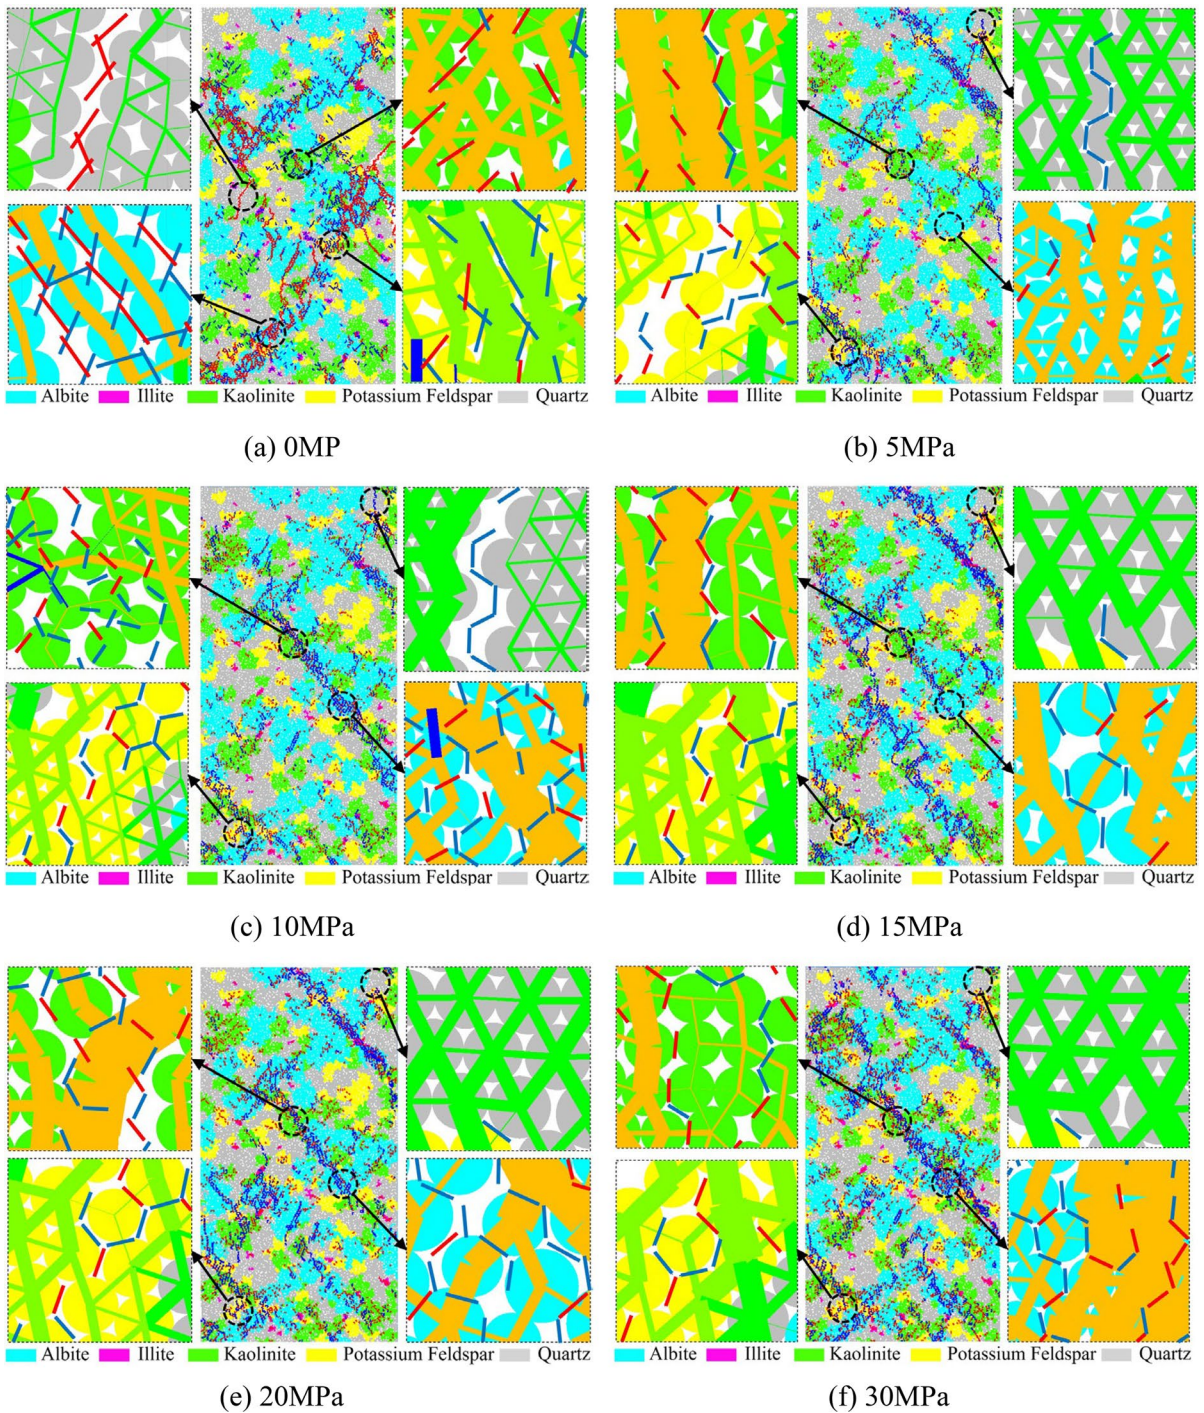 Albite Illite Kaolinite Potassium Feldspar Quartz
(a) 0MP
Albite Illite Kaolinite Potassium Feldspar Quartz
(b) 5MPa
Albite Illite Kaolinite Potassium Feldspar Quartz
(c) 10MPa
Albite Illite Kaolinite Potassium Feldspar Quartz
(d) 15MPa
Albite Illite Kaolinite Potassium Feldspar Quartz
(e) 20MPa
Albite Illite Kaolinite Potassium Feldspar Quartz
(f) 30MPa